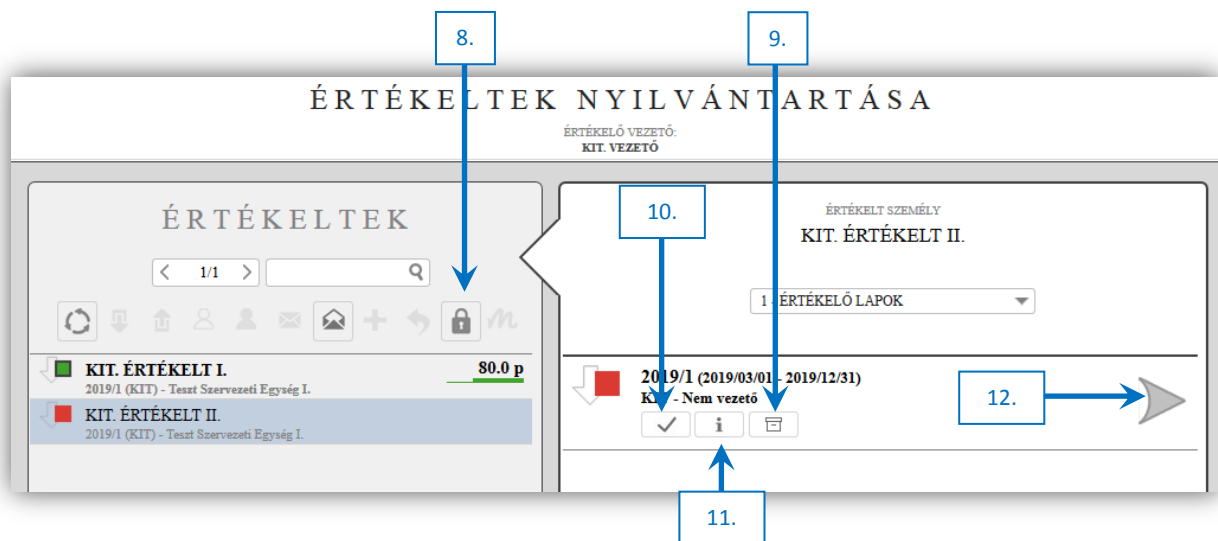 8.
9.
ÉRTÉKELTEK NYILVÁNTARTÁSA
ÉRTÉKELŐ VEZETŐ:
KIT. VEZETŐ
ÉRTÉKELTEK
1/1
KIT. ÉRTÉKELT I.
80.0 p
2019/1 (KIT) - Teszt Szervezeti Egység I.
KIT. ÉRTÉKELT II.
2019/1 (KIT) - Teszt Szervezeti Egység I.
10.
ÉRTÉKELT SZEMÉLY
KIT. ÉRTÉKELT II.
1 - ÉRTÉKELŐ LAPOK
2019/1 (2019/03/01 - 2019/12/31)
KIT - Nem vezető
i
12.
11.